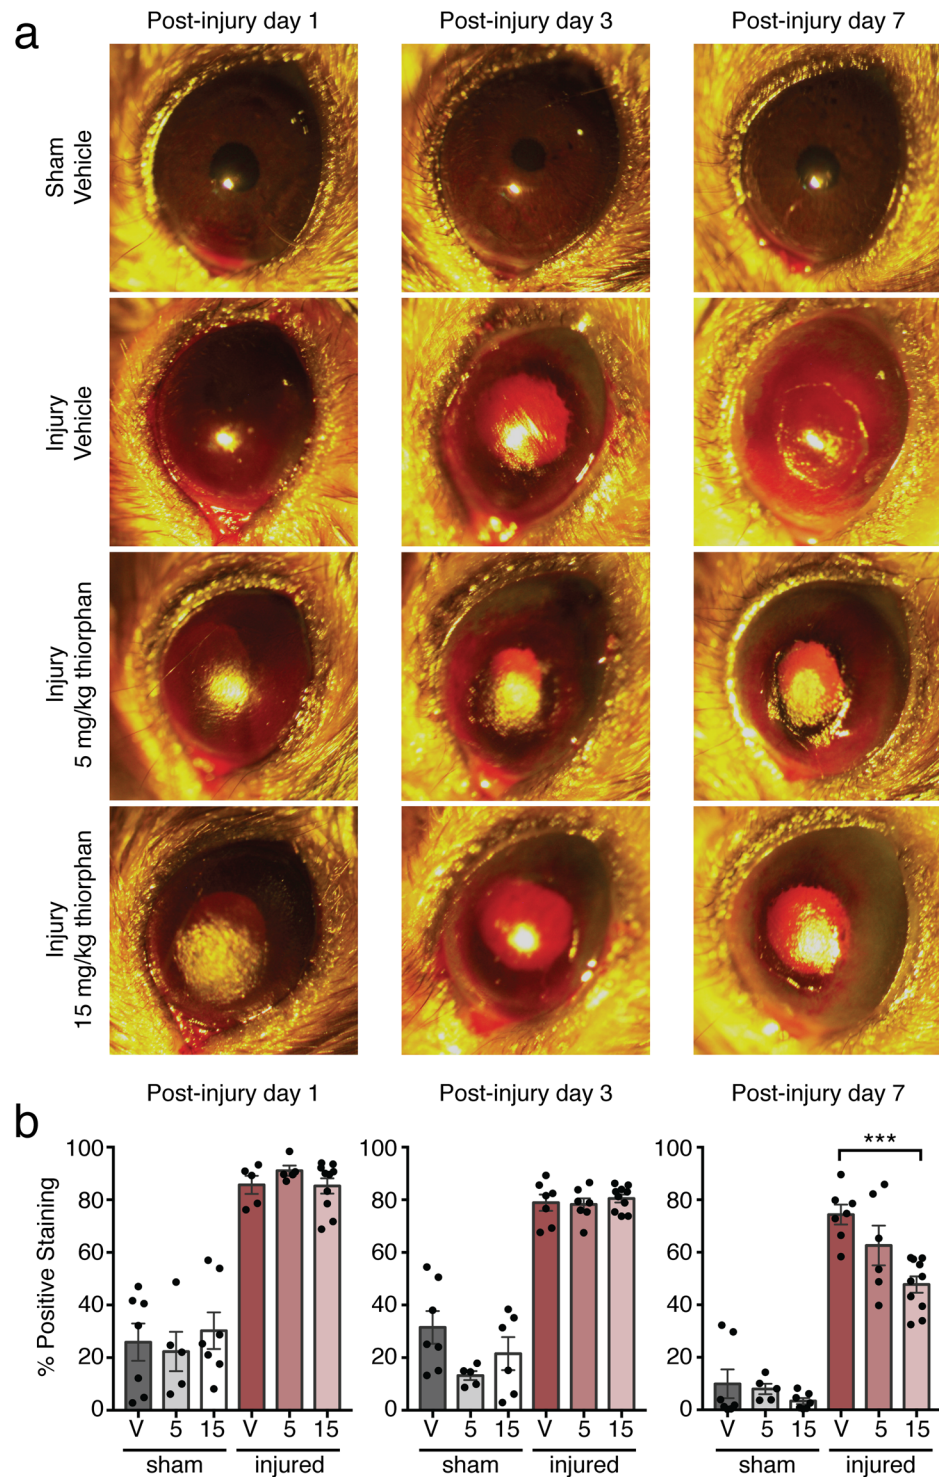 a
Post-injury day 1 Post-injury day 3 Post-injury day 7
Sham
Vehicle
Injury
Vehicle
Injury
5 mg/kg thiorphan
Injury
15 mg/kg thiorphan
b
Post-injury day 1 Post-injury day 3 Post-injury day 7
% Positive Staining
100
80
60
40
20
0
V 5 15 V 5 15
sham injured
100
80
60
40
20
0
V 5 15 V 5 15
sham injured
***
100
80
60
40
20
0
V 5 15 V 5 15
sham injured